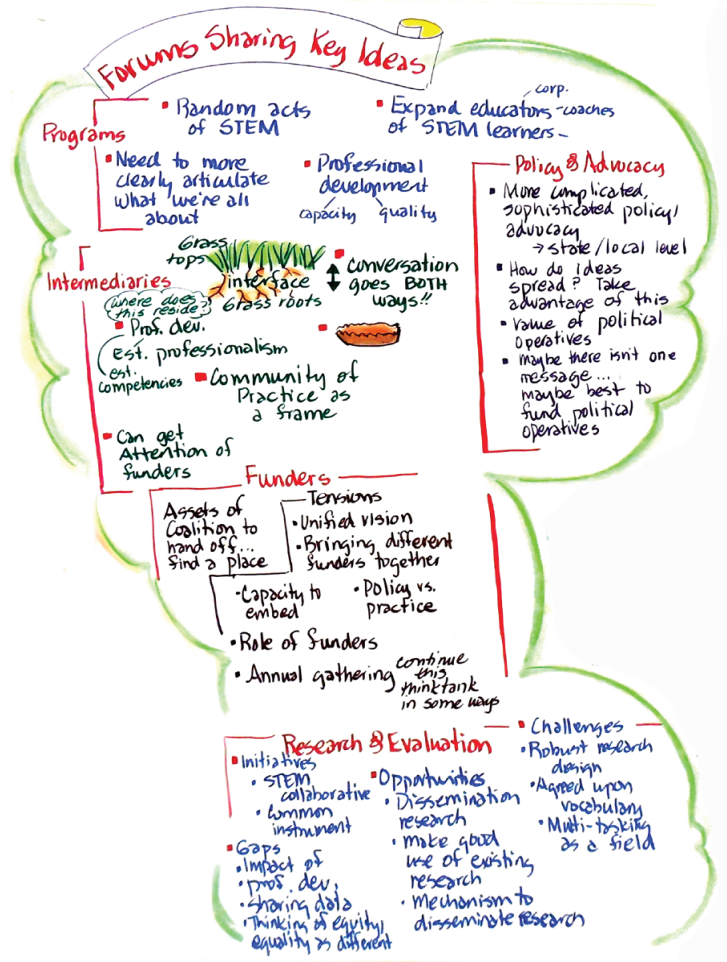 Forums Sharing Key Ideas
Programs
Random acts
of STEM
corp.
Expand educators - coaches
of STEM learners -
Need to more
clearly articulate
what we're all
about
Professional
development
capacity quality
Policy & Advocacy
More complicated,
sophisticated policy/
advocacy
→ state/local level
How do ideas
spread? Take
advantage of this
value of political
operatives
maybe there isn't one
message...
maybe best to
fund political
operatives
Intermediaries
Grass
tops
interface
Grass roots
conversation
goes BOTH
ways!!
where does
this reside?
Prof. dev.
Est. professionalism
est.
competencies
Community of
Practice as
a frame
Can get
Attention of
funders
Funders
Assets of
Coalition to
hand off...
find a place
Tensions
• Unified vision
• Bringing different
funders together
• Capacity to
embed
• Policy vs.
practice
• Role of funders
• Annual gathering
continue
this
thinktank
in some ways
Research & Evaluation
Initiatives
• STEM
collaborative
• Common
instrument
Gaps
• Impact of
• prof. dev.
• sharing data
• Thinking of equity,
equality as different
Opportunities
• Dissemination
research
• make good
use of existing
research
• Mechanism to
disseminate research
Challenges
• Robust research
design
• Agreed upon
vocabulary
• Multi-tasking
as a field